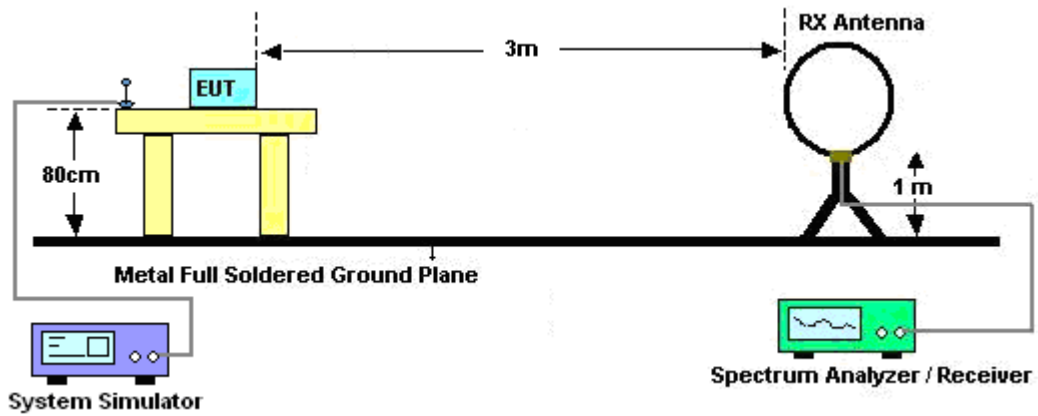 RX Antenna
3m
EUT
80cm
1 m
Metal Full Soldered Ground Plane
System Simulator
Spectrum Analyzer / Receiver